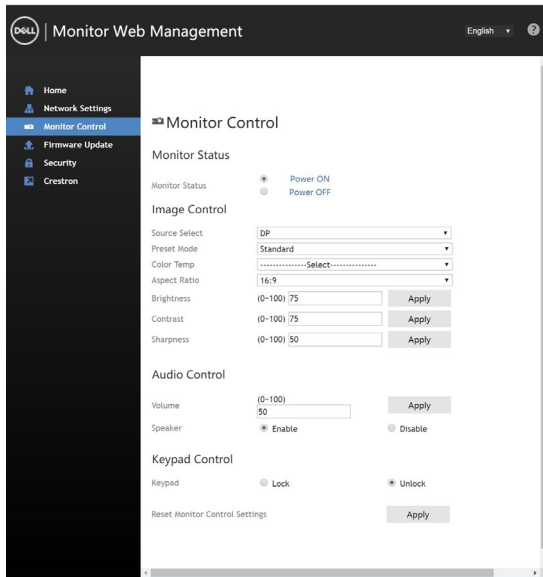 DELL | Monitor Web Management
English
?
Home
Network Settings
Monitor Control
Firmware Update
Security
Crestron
Monitor Control
Monitor Status
Monitor Status
Power ON
Power OFF
Image Control
Source Select DP
Preset Mode Standard
Color Temp ---------------Select---------------
Aspect Ratio 16:9
Brightness (0~100) 75 Apply
Contrast (0~100) 75 Apply
Sharpness (0~100) 50 Apply
Audio Control
(0~100)
Volume 50 Apply
Speaker Enable Disable
Keypad Control
Keypad Lock Unlock
Reset Monitor Control Settings Apply